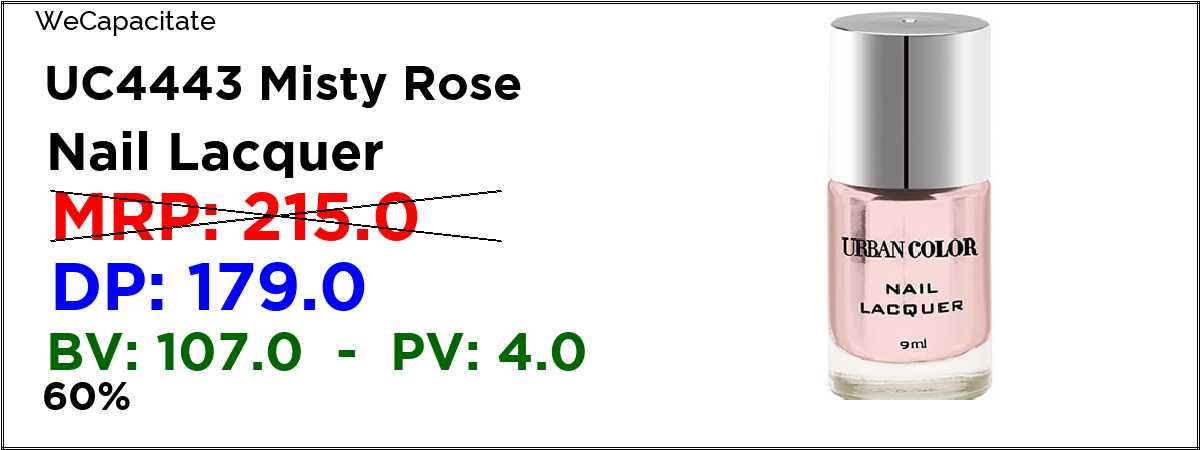 WeCapacitate
UC4443 Misty Rose
Nail Lacquer
MRP: 215.0
DP: 179.0
BV: 107.0 - PV: 4.0
60%
URBAN COLOR
NAIL
LACQUER
9ml